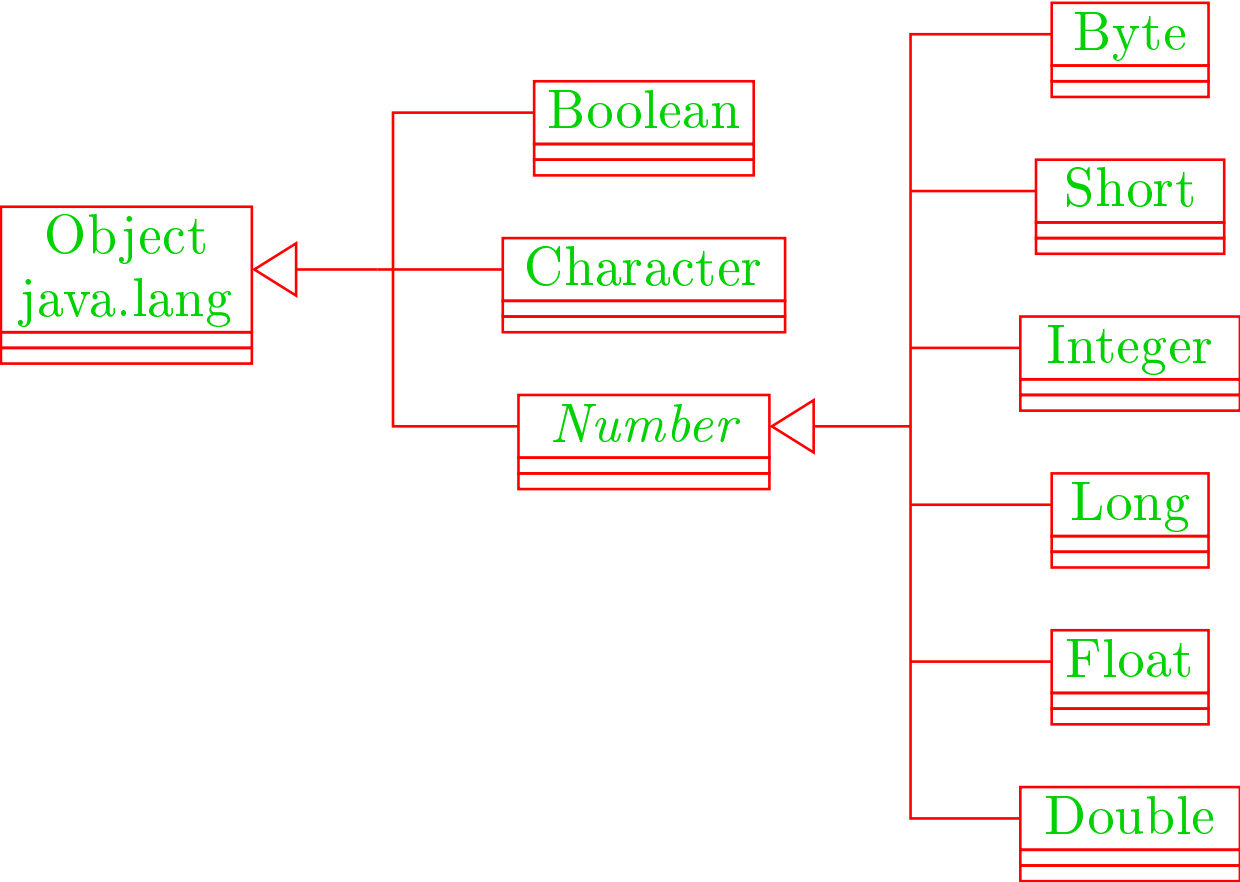 Object
java.lang
Boolean
Character
Number
Byte
Short
Integer
Long
Float
Double